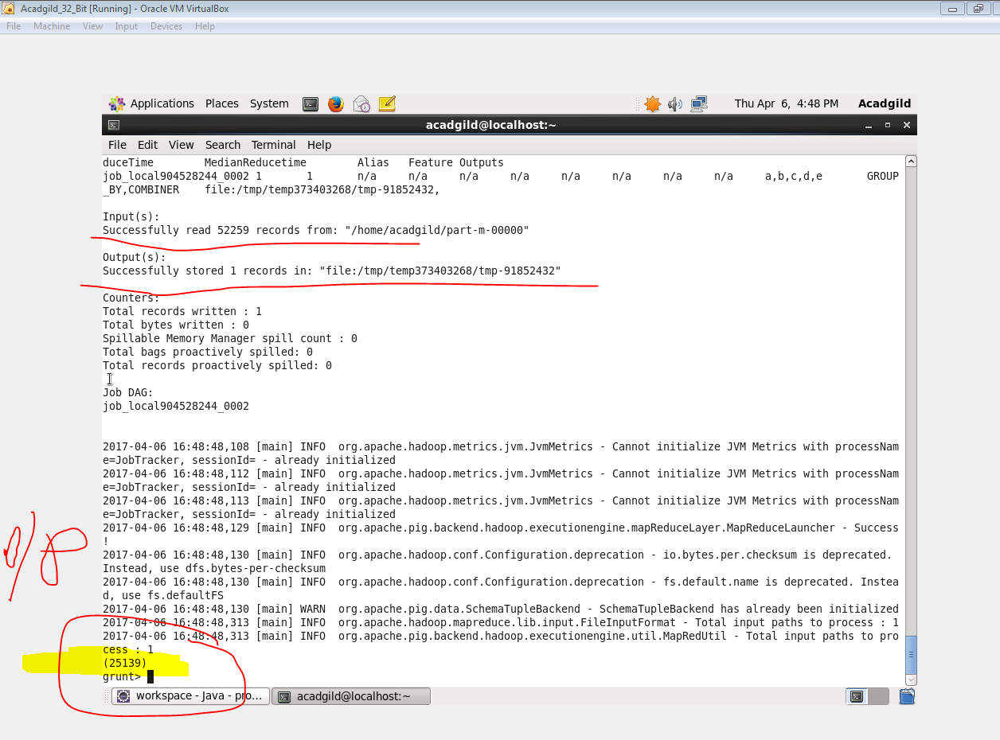 Acadgild_32_Bit [Running] - Oracle VM VirtualBox
File Machine View Input Devices Help
Applications Places System Thu Apr 6, 4:48 PM Acadgild
acadgild@localhost:~
File Edit View Search Terminal Help
duceTime MedianReducetime Alias Feature Outputs
job_local904528244_0002 1 1 n/a n/a n/a n/a n/a n/a n/a n/a a,b,c,d,e GROUP
_BY,COMBINER file:/tmp/temp373403268/tmp-91852432,
Input(s):
Successfully read 52259 records from: "/home/acadgild/part-m-00000"
Output(s):
Successfully stored 1 records in: "file:/tmp/temp373403268/tmp-91852432"
Counters:
Total records written : 1
Total bytes written : 0
Spillable Memory Manager spill count : 0
Total bags proactively spilled: 0
Total records proactively spilled: 0
Job DAG:
job_local904528244_0002
2017-04-06 16:48:48,108 [main] INFO org.apache.hadoop.metrics.jvm.JvmMetrics - Cannot initialize JVM Metrics with processNam
e=JobTracker, sessionId= - already initialized
2017-04-06 16:48:48,112 [main] INFO org.apache.hadoop.metrics.jvm.JvmMetrics - Cannot initialize JVM Metrics with processNam
e=JobTracker, sessionId= - already initialized
2017-04-06 16:48:48,113 [main] INFO org.apache.hadoop.metrics.jvm.JvmMetrics - Cannot initialize JVM Metrics with processNam
e=JobTracker, sessionId= - already initialized
2017-04-06 16:48:48,129 [main] INFO org.apache.pig.backend.hadoop.executionengine.mapReduceLayer.MapReduceLauncher - Success
!
2017-04-06 16:48:48,130 [main] INFO org.apache.hadoop.conf.Configuration.deprecation - io.bytes.per.checksum is deprecated.
Instead, use dfs.bytes-per-checksum
2017-04-06 16:48:48,130 [main] INFO org.apache.hadoop.conf.Configuration.deprecation - fs.default.name is deprecated. Instea
d, use fs.defaultFS
2017-04-06 16:48:48,130 [main] WARN org.apache.pig.data.SchemaTupleBackend - SchemaTupleBackend has already been initialized
2017-04-06 16:48:48,313 [main] INFO org.apache.hadoop.mapreduce.lib.input.FileInputFormat - Total input paths to process : 1
2017-04-06 16:48:48,313 [main] INFO org.apache.pig.backend.hadoop.executionengine.util.MapRedUtil - Total input paths to pro
cess : 1
(25139)
grunt>
O/P
workspace - Java - pro... acadgild@localhost:~